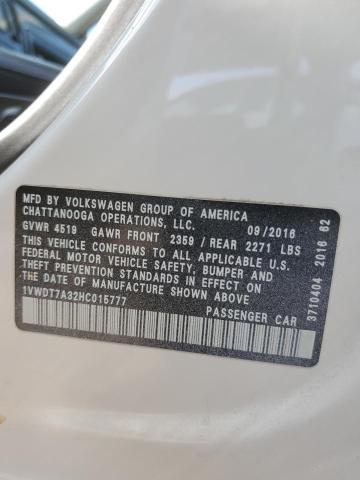 MFD BY VOLKSWAGEN GROUP OF AMERICA
CHATTANOOGA OPERATIONS, LLC. 09/2016
GVWR 4519 GAWR FRONT 2359 / REAR 2271 LBS
THIS VEHICLE CONFORMS TO ALL APPLICABLE U.S.
FEDERAL MOTOR VEHICLE SAFETY, BUMPER AND
THEFT PREVENTION STANDARDS IN EFFECT ON
THE DATE OF MANUFACTURE SHOWN ABOVE
1VWDT7A32HC015777 PASSENGER CAR
3710404 2016 62